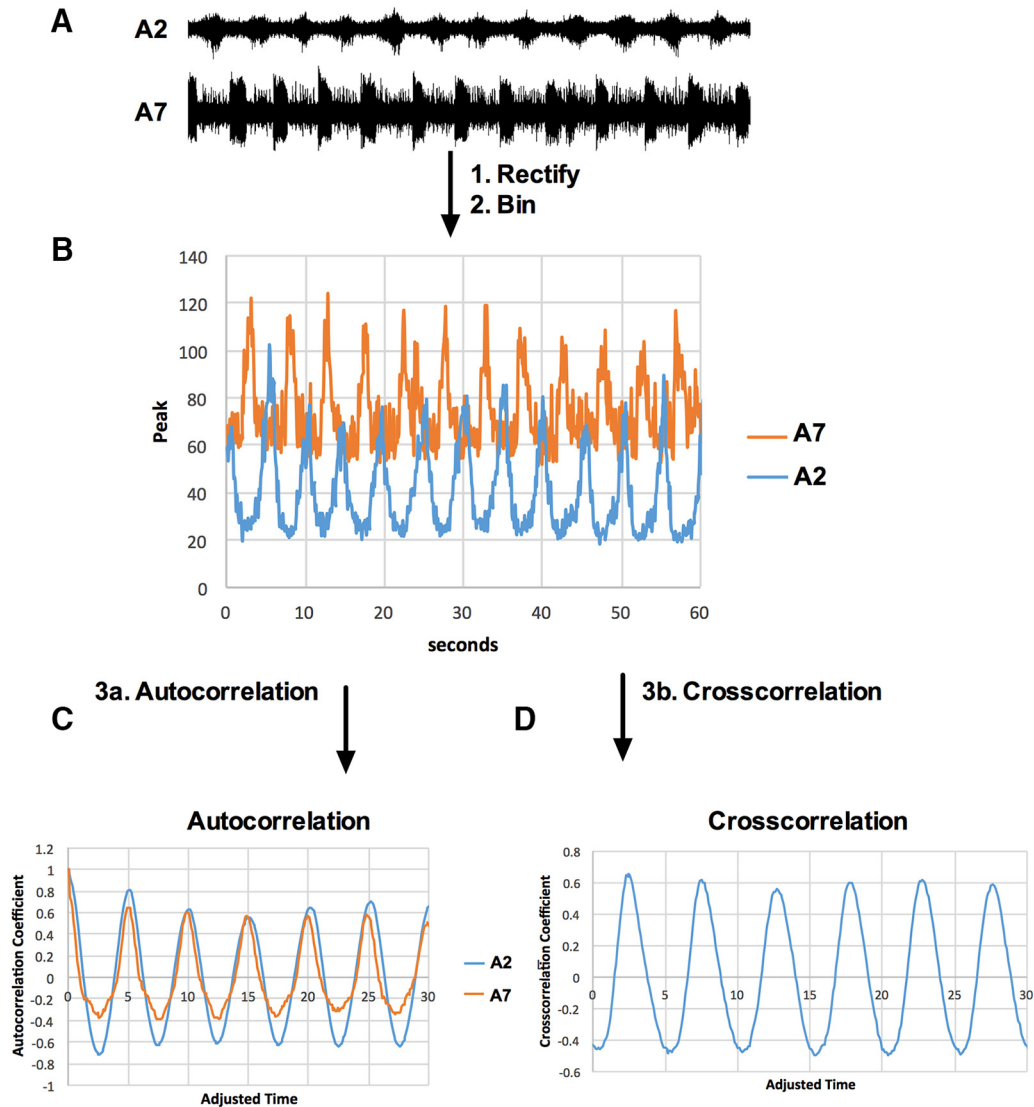 A
A2
A7
1. Rectify
2. Bin
B
140
120
100
80
60
40
20
0
Peak
0 10 20 30 40 50 60
seconds
A7
A2
3a. Autocorrelation
3b. Crosscorrelation
C
D
Autocorrelation
1.2
1
0.8
0.6
0.4
0.2
0
-0.2
-0.4
-0.6
-0.8
-1
Autocorrelation Coefficient
0 5 10 15 20 25 30
Adjusted Time
A2
A7
Crosscorrelation
0.8
0.6
0.4
0.2
0
-0.2
-0.4
-0.6
Crosscorrelation Coefficient
0 5 10 15 20 25 30
Adjusted Time